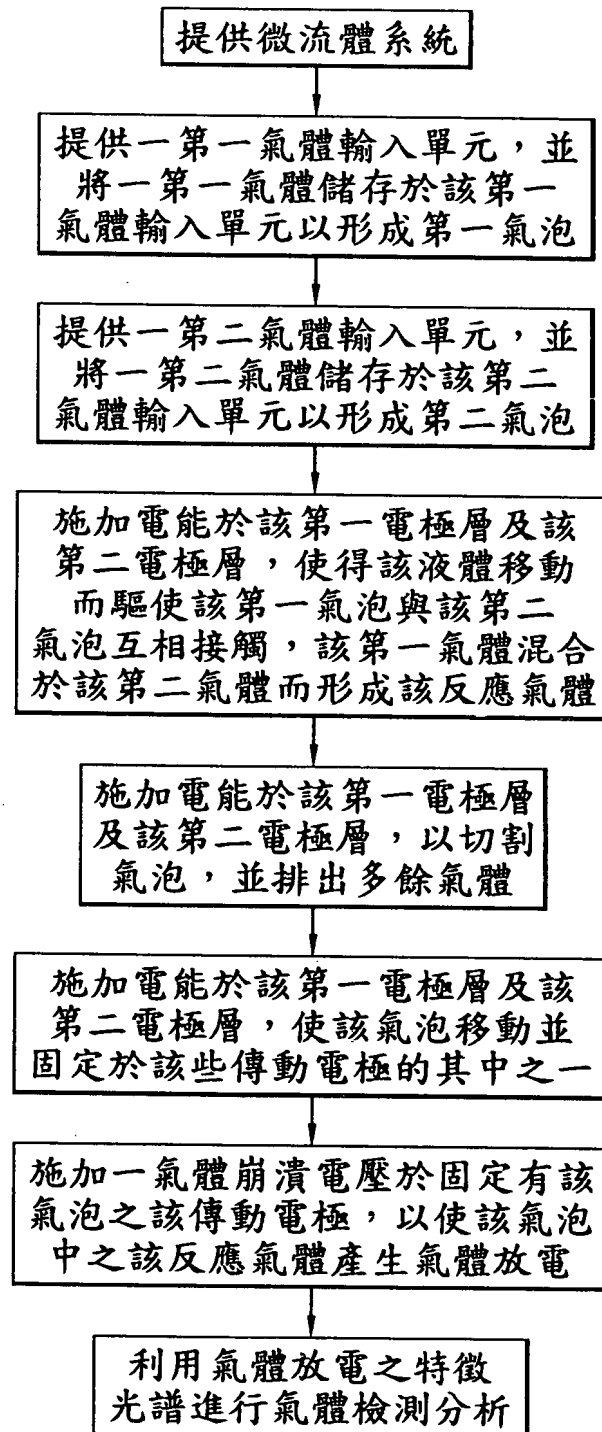 提供微流體系統
提供一第一氣體輸入單元，並
將一第一氣體儲存於該第一
氣體輸入單元以形成第一氣泡
提供一第二氣體輸入單元，並
將一第二氣體儲存於該第二
氣體輸入單元以形成第二氣泡
施加電能於該第一電極層及該
第二電極層，使得該液體移動
而驅使該第一氣泡與該第二
氣泡互相接觸，該第一氣體混合
於該第二氣體而形成該反應氣體
施加電能於該第一電極層
及該第二電極層，以切割
氣泡，並排出多餘氣體
施加電能於該第一電極層及該
第二電極層，使該氣泡移動並
固定於該些傳動電極的其中之一
施加一氣體崩潰電壓於固定有該
氣泡之該傳動電極，以使該氣泡
中之該反應氣體產生氣體放電
利用氣體放電之特徵
光譜進行氣體檢測分析